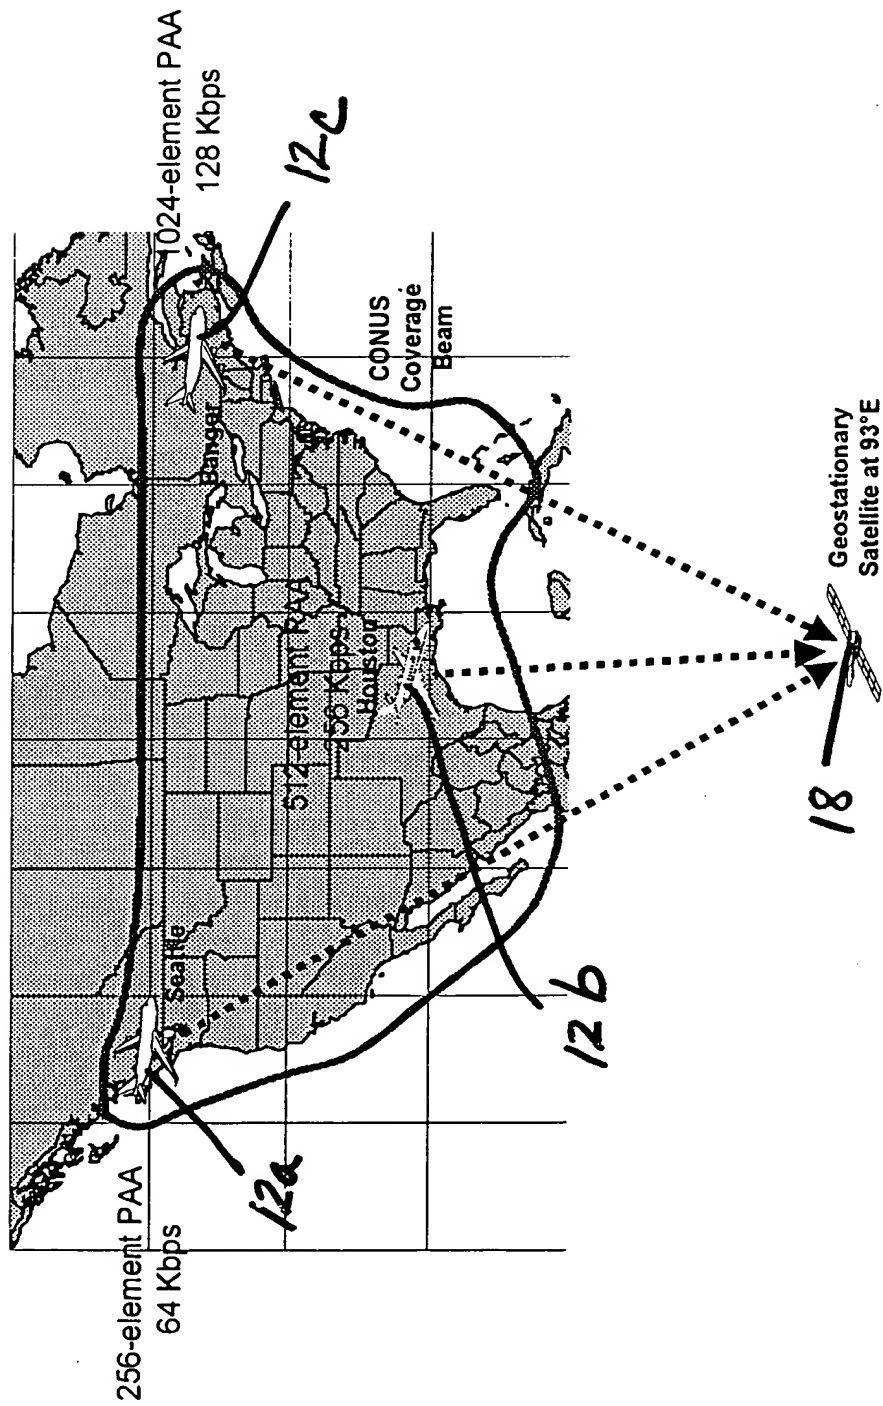 256-element PAA
64 Kbps
12a
Seattle
12b
512-element PAA
256 Kbps
Houston
Banger
1024-element PAA
128 Kbps
12c
CONUS
Coverage
Beam
18
Geostationary
Satellite at 93°E